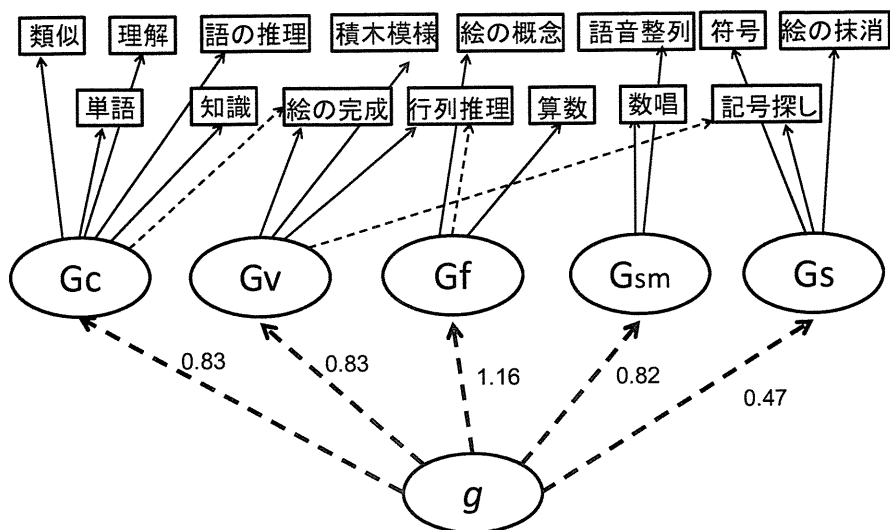 類似
理解
語の推理
積木模様
絵の概念
語音整列
符号
絵の抹消
単語
知識
絵の完成
行列推理
算数
数唱
記号探し
Gc
Gv
Gf
Gsm
Gs
0.83
0.83
1.16
0.82
0.47
g